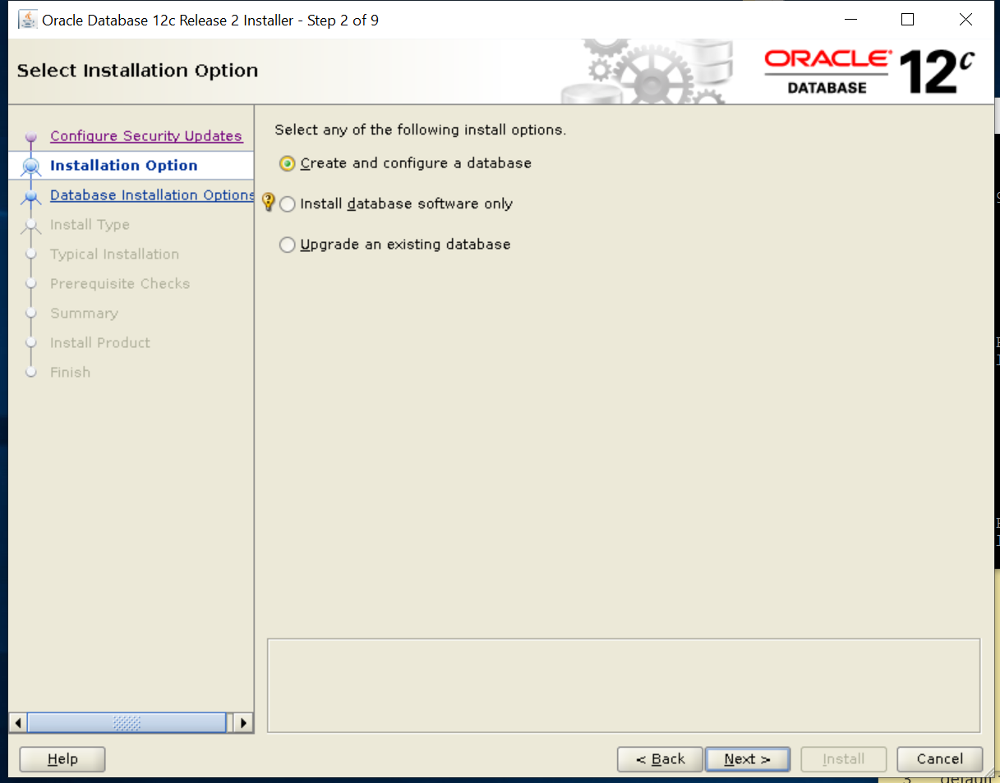 Oracle Database 12c Release 2 Installer - Step 2 of 9
Select Installation Option
ORACLE®
DATABASE
12c
Configure Security Updates
Installation Option
Database Installation Options
Install Type
Typical Installation
Prerequisite Checks
Summary
Install Product
Finish
Select any of the following install options.
Create and configure a database
Install database software only
Upgrade an existing database
Help
< Back
Next >
Install
Cancel